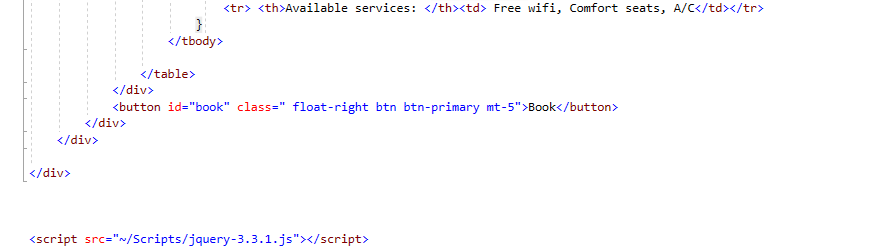 <tr> <th>Available services: </th><td> Free wifi, Comfort seats, A/C</td></tr>
}
</tbody>
</table>
</div>
<button id="book" class=" float-right btn btn-primary mt-5">Book</button>
</div>
</div>
</div>
<script src="~/Scripts/jquery-3.3.1.js"></script>